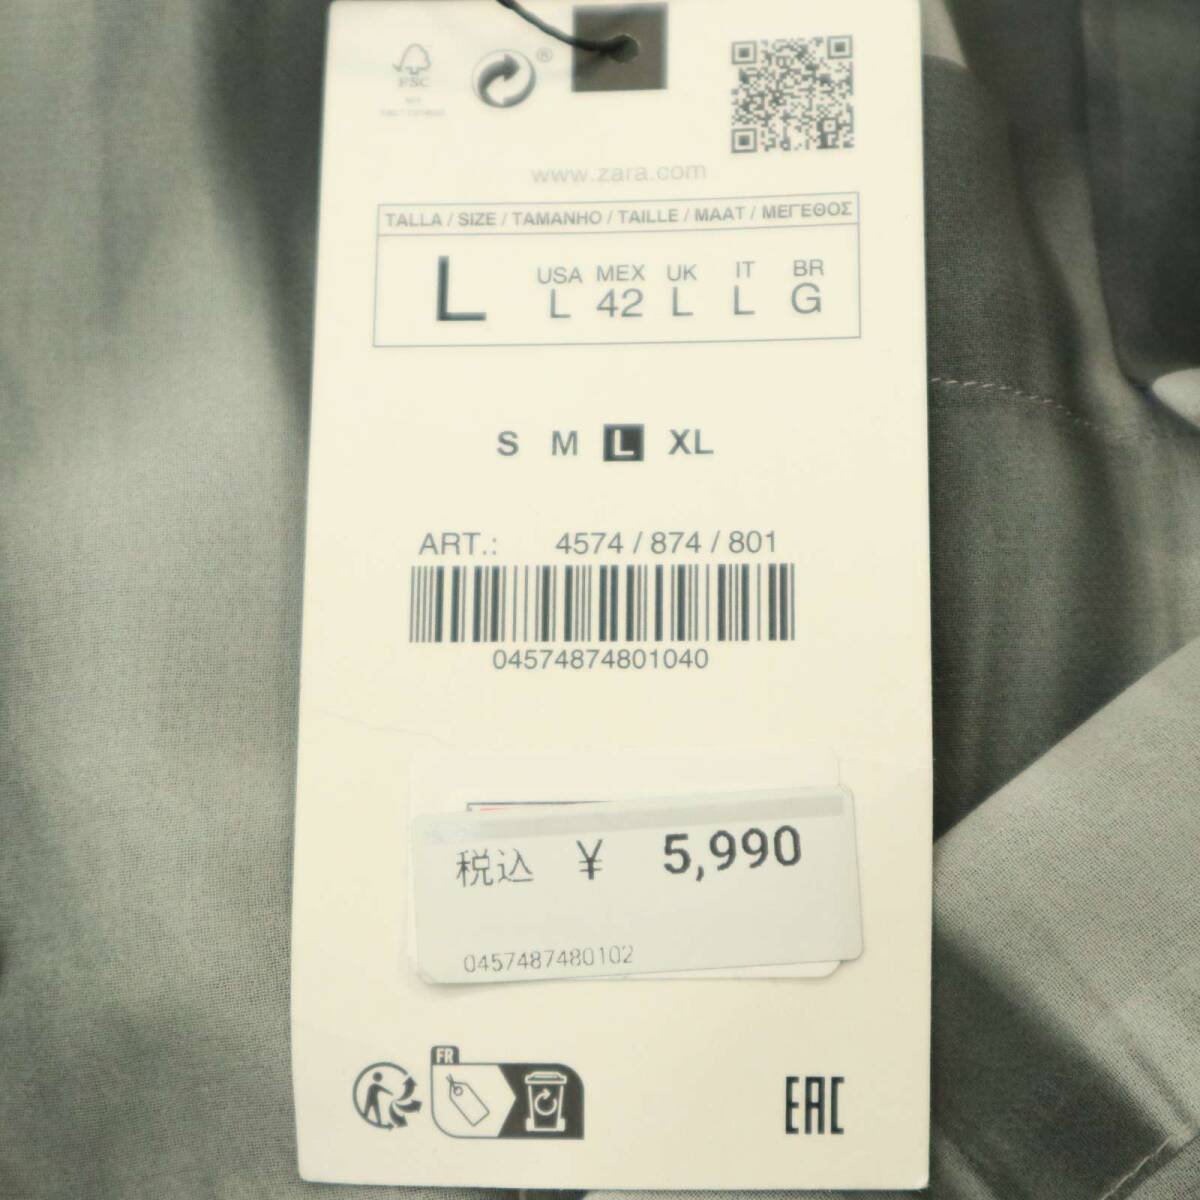 FSC
®
www.zara.com
TALLA / SIZE / TAMANHO / TAILLE / MAAT / ΜΕΓΕΘΟΣ
L
USA MEX UK IT BR
L 42 L L G
S M L XL
ART.: 4574 / 874 / 801
04574874801040
税込 ¥ 5,990
0457487480102
FR
EAC